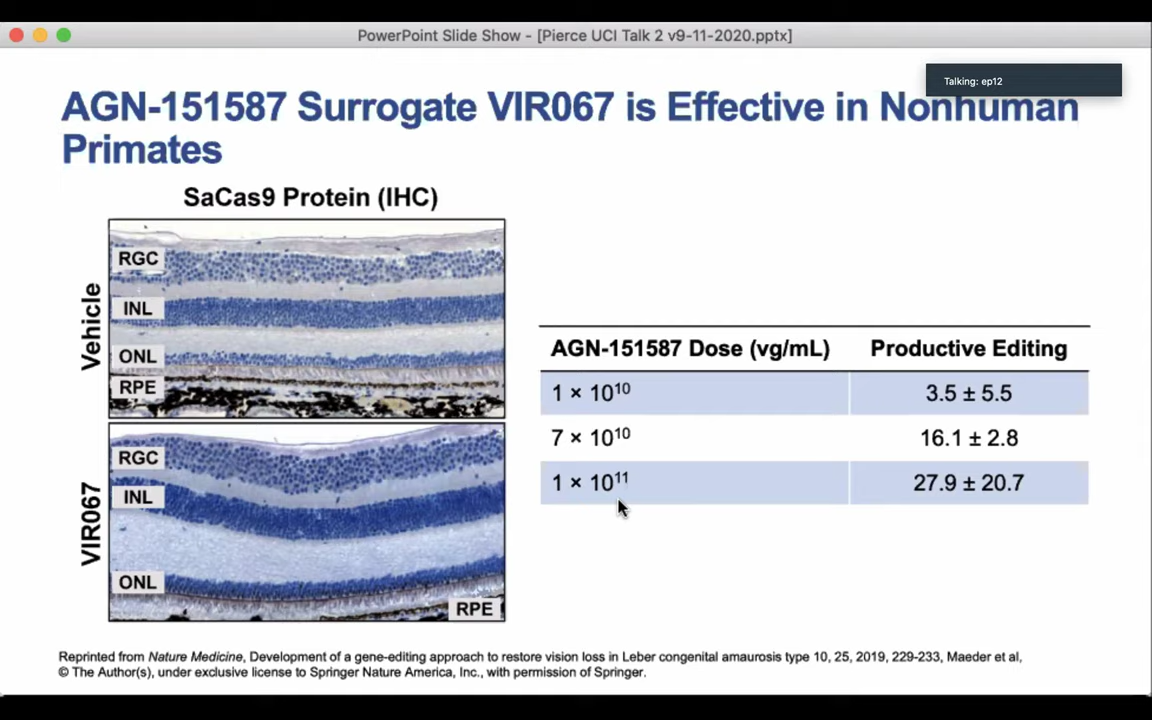 PowerPoint Slide Show - [Pierce UCI Talk 2 v9-11-2020.pptx]
Talking: ep12
AGN-151587 Surrogate VIR067 is Effective in Nonhuman
Primates
SaCas9 Protein (IHC)
Vehicle
RGC
INL
ONL
RPE
VIR067
RGC
INL
ONL
RPE
AGN-151587 Dose (vg/mL) Productive Editing
1 × 10¹⁰ 3.5 ± 5.5
7 × 10¹⁰ 16.1 ± 2.8
1 × 10¹¹ 27.9 ± 20.7
Reprinted from Nature Medicine, Development of a gene-editing approach to restore vision loss in Leber congenital amaurosis type 10, 25, 2019, 229-233, Maeder et al,
© The Author(s), under exclusive license to Springer Nature America, Inc., with permission of Springer.